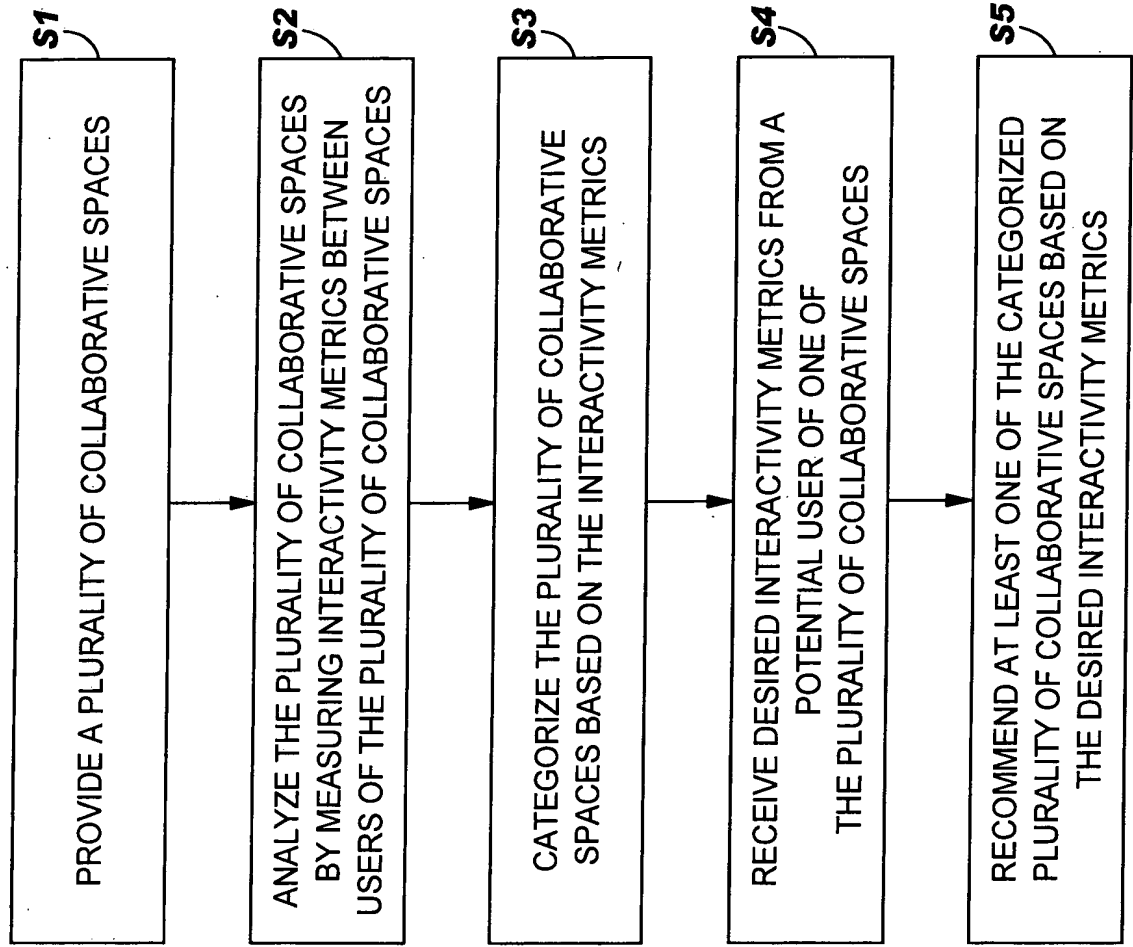 S1
PROVIDE A PLURALITY OF COLLABORATIVE SPACES
S2
ANALYZE THE PLURALITY OF COLLABORATIVE SPACES
BY MEASURING INTERACTIVITY METRICS BETWEEN
USERS OF THE PLURALITY OF COLLABORATIVE SPACES
S3
CATEGORIZE THE PLURALITY OF COLLABORATIVE
SPACES BASED ON THE INTERACTIVITY METRICS
S4
RECEIVE DESIRED INTERACTIVITY METRICS FROM A
POTENTIAL USER OF ONE OF
THE PLURALITY OF COLLABORATIVE SPACES
S5
RECOMMEND AT LEAST ONE OF THE CATEGORIZED
PLURALITY OF COLLABORATIVE SPACES BASED ON
THE DESIRED INTERACTIVITY METRICS